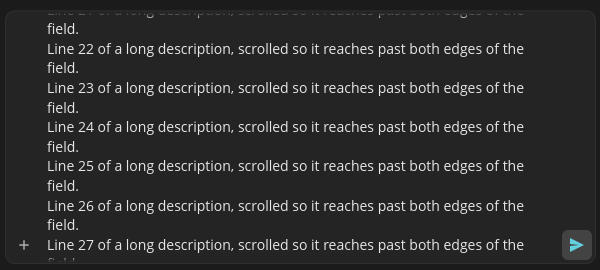 field.
Line 22 of a long description, scrolled so it reaches past both edges of the
field.
Line 23 of a long description, scrolled so it reaches past both edges of the
field.
Line 24 of a long description, scrolled so it reaches past both edges of the
field.
Line 25 of a long description, scrolled so it reaches past both edges of the
field.
Line 26 of a long description, scrolled so it reaches past both edges of the
field.
Line 27 of a long description, scrolled so it reaches past both edges of the